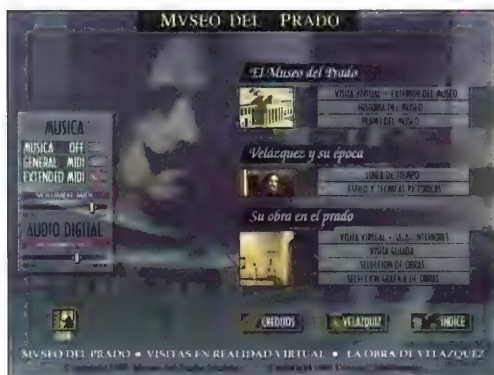 MVSEO DEL PRADO
El Museo del Prado
VISITA VIRTUAL - EXTERIOR DEL MUSEO
HISTORIA DEL MUSEO
PLANO DEL MUSEO
MUSICA
MUSICA OFF
GENERAL MIDI
EXTENDED MIDI
VOLUMEN MIDI
AUDIO DIGITAL
Velázquez y su época
LINEA DE TIEMPO
ESTILO Y TECNICAS PICTORICAS
Su obra en el prado
VISITA VIRTUAL - SALAS INTERIORES
VISITA GUIADA
SELECCION DE OBRAS
SELECCION GRAFICA DE OBRAS
CREDITOS
VELAZQUEZ
INDICE
MVSEO DEL PRADO • VISITAS EN REALIDAD VIRTUAL • LA OBRA DE VELAZQUEZ